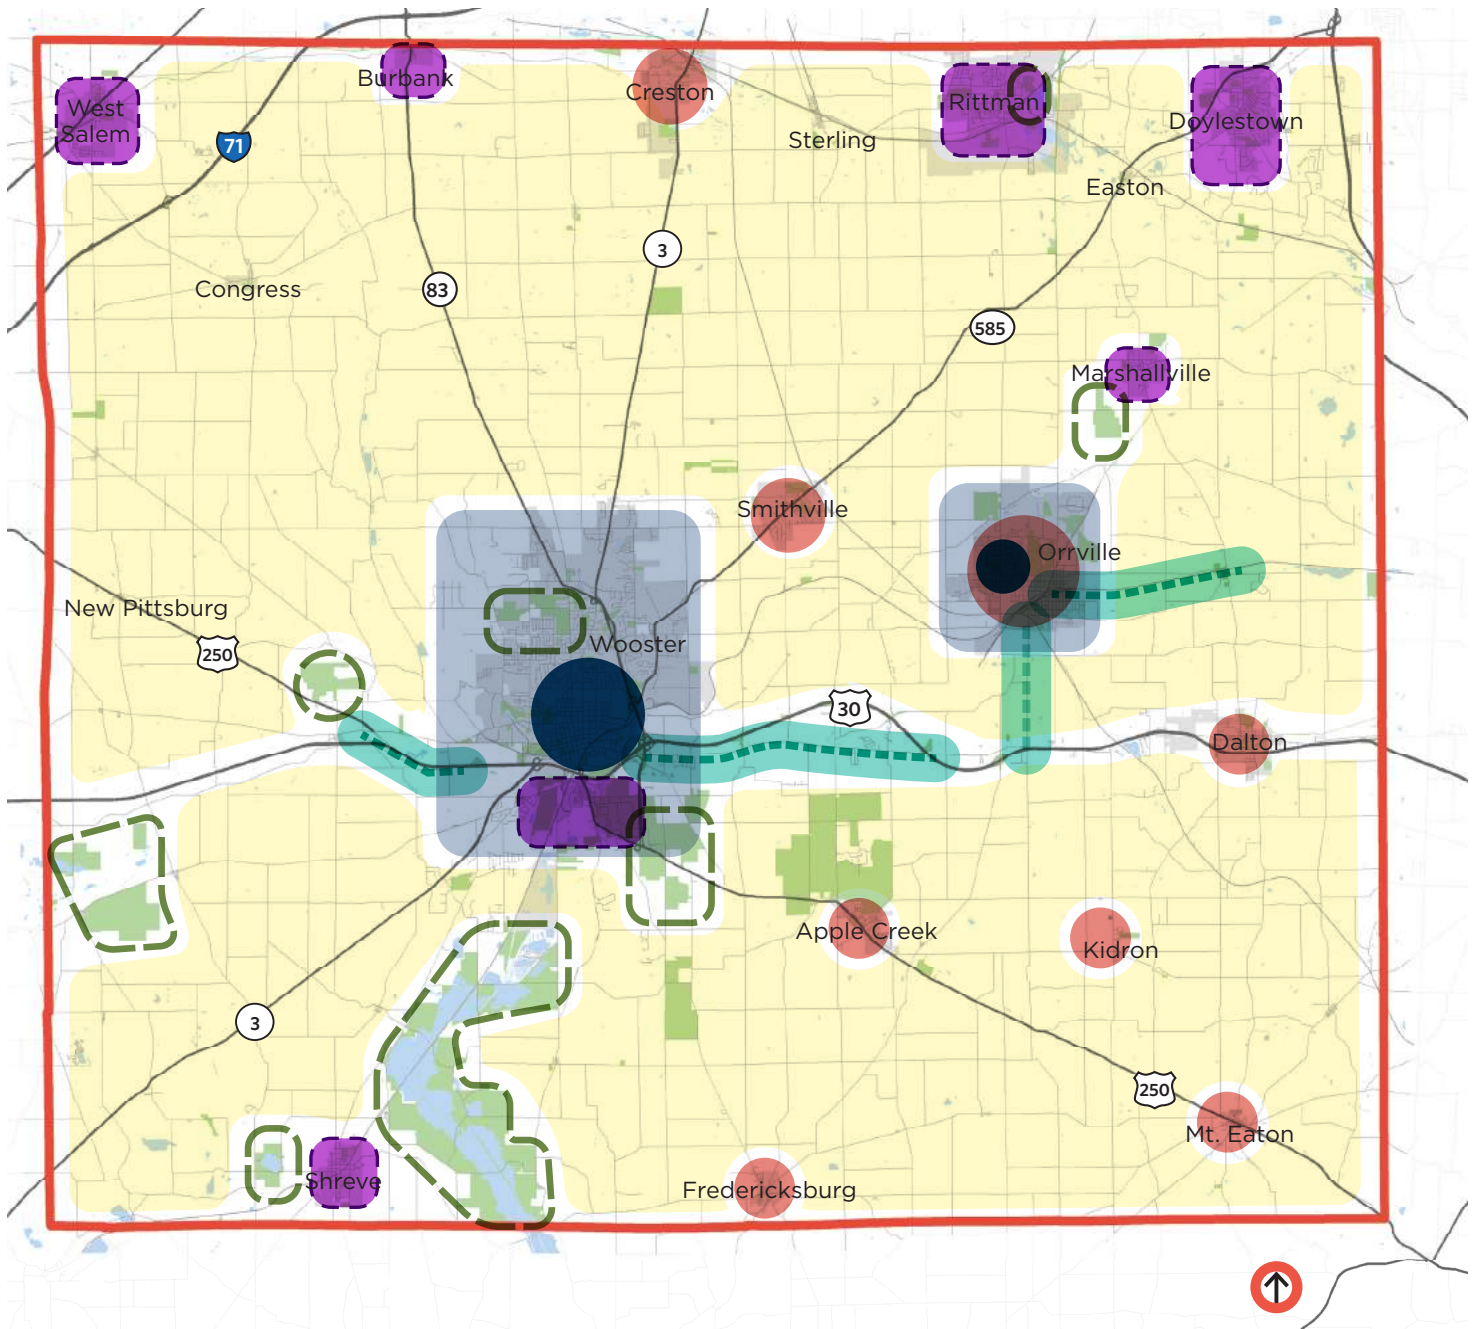 Burbank
Creston
West
Salem
Rittman
Doylestown
71
Sterling
Easton
3
Congress
83
585
Marshallville
Smithville
Orrville
New Pittsburg
Wooster
250
30
Dalton
Apple Creek
Kidron
3
250
Mt. Eaton
Shreve
Fredericksburg